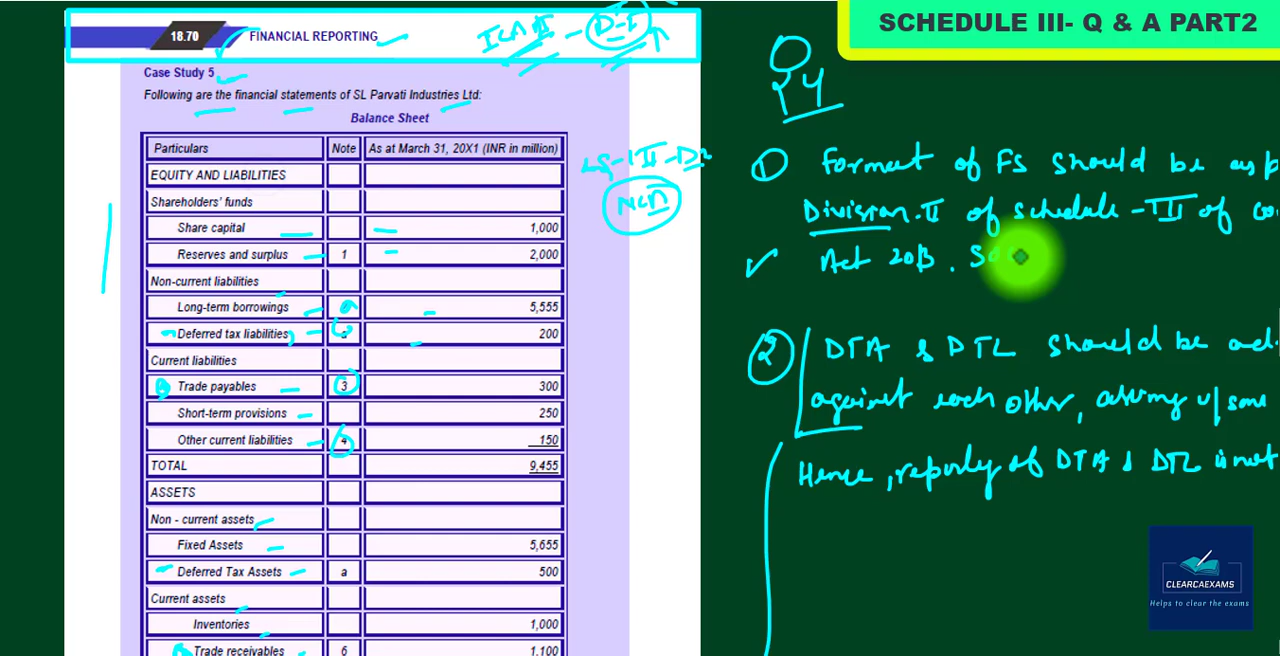 SCHEDULE III- Q & A PART2
18.70 FINANCIAL REPORTING
ICAI - D-I
Case Study 5
Following are the financial statements of SL Parvati Industries Ltd:
Balance Sheet
Particulars Note As at March 31, 20X1 (INR in million)
EQUITY AND LIABILITIES
Shareholders' funds
Share capital 1,000
Reserves and surplus 1 2,000
Non-current liabilities
Long-term borrowings 5,555
Deferred tax liabilities 200
Current liabilities
Trade payables 3 300
Short-term provisions 250
Other current liabilities 4 150
TOTAL 9,455
ASSETS
Non - current assets
Fixed Assets 5,655
Deferred Tax Assets a 500
Current assets
Inventories 1,000
Trade receivables 6 1,100
Q 4
① Format of FS should be as p
Division-II of schedule-III of co
Act 2013.
② DTA & DTL should be ad
against each other, u/ same
Hence, of DTA & DTL is not
CLEARCAEXAMS
Helps to clear the exams